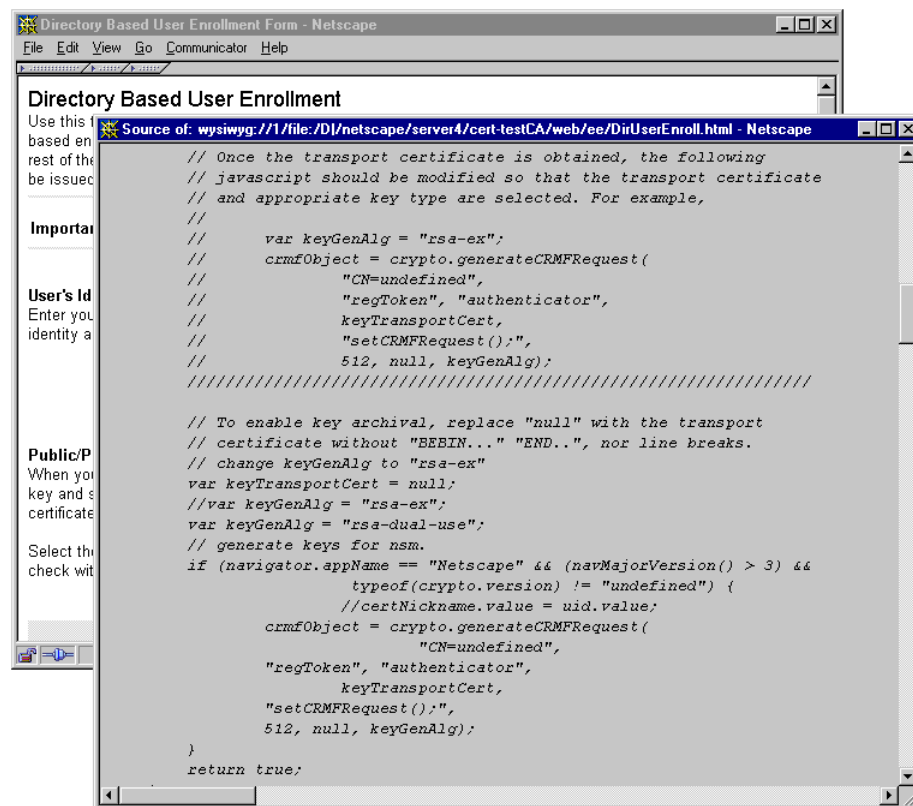 Directory Based User Enrollment Form - Netscape
File Edit View Go Communicator Help
Directory Based User Enrollment
Use this
based en
rest of the
be issued
Importa
User's Id
Enter you
identity a
Public/P
When you
key and s
certificate
Select the
check wit
Source of: wysiwyg://1/file:/D|/netscape/server4/cert-testCA/web/ee/DirUserEnroll.html - Netscape
// Once the transport certificate is obtained, the following
// javascript should be modified so that the transport certificate
// and appropriate key type are selected. For example,
//
// var keyGenAlg = "rsa-ex";
// crmfObject = crypto.generateCRMFRequest(
// "CN=undefined",
// "regToken", "authenticator",
// keyTransportCert,
// "setCRMFRequest();",
// 512, null, keyGenAlg);
////////////////////////////////////////////////////////////////
// To enable key archival, replace "null" with the transport
// certificate without "BEBIN..." "END..", nor line breaks.
// change keyGenAlg to "rsa-ex"
var keyTransportCert = null;
//var keyGenAlg = "rsa-ex";
var keyGenAlg = "rsa-dual-use";
// generate keys for nsm.
if (navigator.appName == "Netscape" && (navMajorVersion() > 3) &&
typeof(crypto.version) != "undefined") {
//certNickname.value = uid.value;
crmfObject = crypto.generateCRMFRequest(
"CN=undefined",
"regToken", "authenticator",
keyTransportCert,
"setCRMFRequest();",
512, null, keyGenAlg);
}
return true;